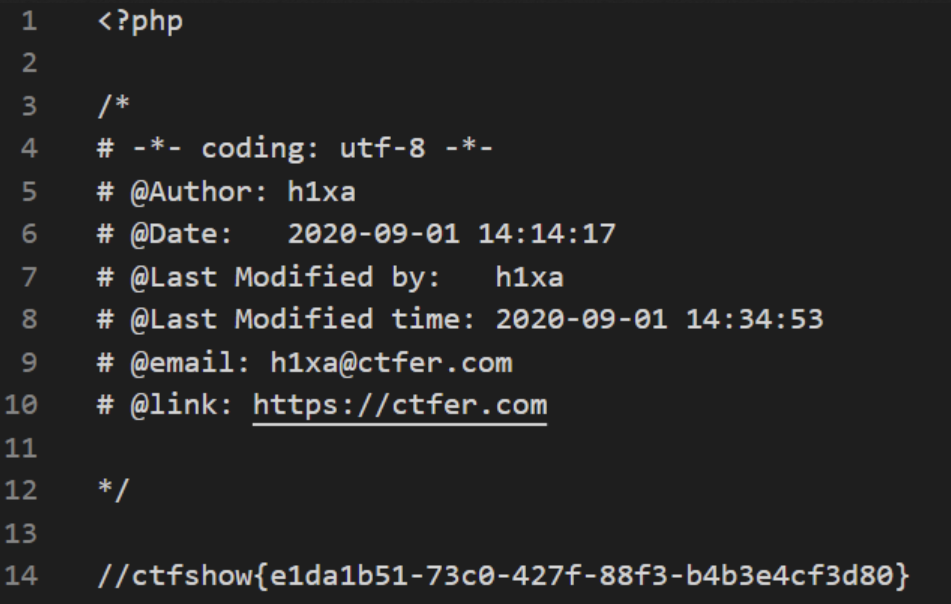 1 <?php
2
3 /*
4 # -*- coding: utf-8 -*-
5 # @Author: h1xa
6 # @Date:   2020-09-01 14:14:17
7 # @Last Modified by:   h1xa
8 # @Last Modified time: 2020-09-01 14:34:53
9 # @email: h1xa@ctfer.com
10 # @link: https://ctfer.com
11
12 */
13
14 //ctfshow{e1da1b51-73c0-427f-88f3-b4b3e4cf3d80}